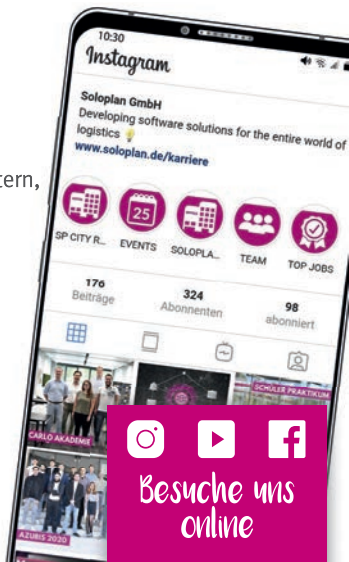 10:30
Instagram
Soloplan GmbH
Developing software solutions for the entire world of
logistics
www.soloplan.de/karriere
tern,
SP CITY R...
EVENTS
SOLOPLA...
TEAM
TOP JOBS
25
176
Beiträge
324
Abonnenten
98
abonniert
SCHÜLER PRAKTIKUM
CARLO AKADEMIE
AZUBIS 2020
Besuche uns
online